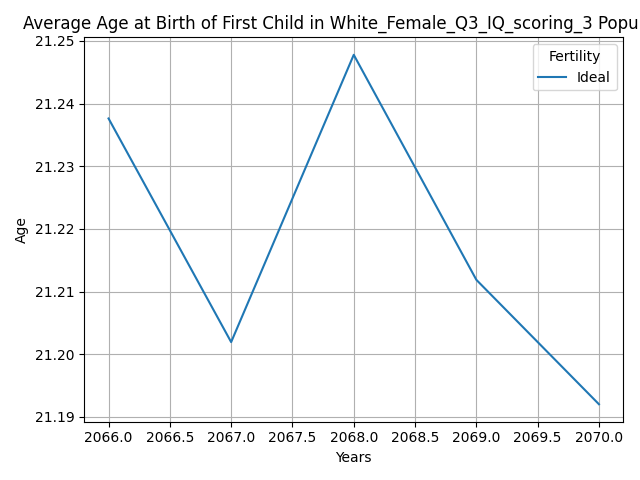 Average Age at Birth of First Child in White_Female_Q3_IQ_scoring_3 Popu
21.25
21.24
21.23
21.22
21.21
21.20
21.19
Age
Fertility
Ideal
2066.0 2066.5 2067.0 2067.5 2068.0 2068.5 2069.0 2069.5 2070.0
Years